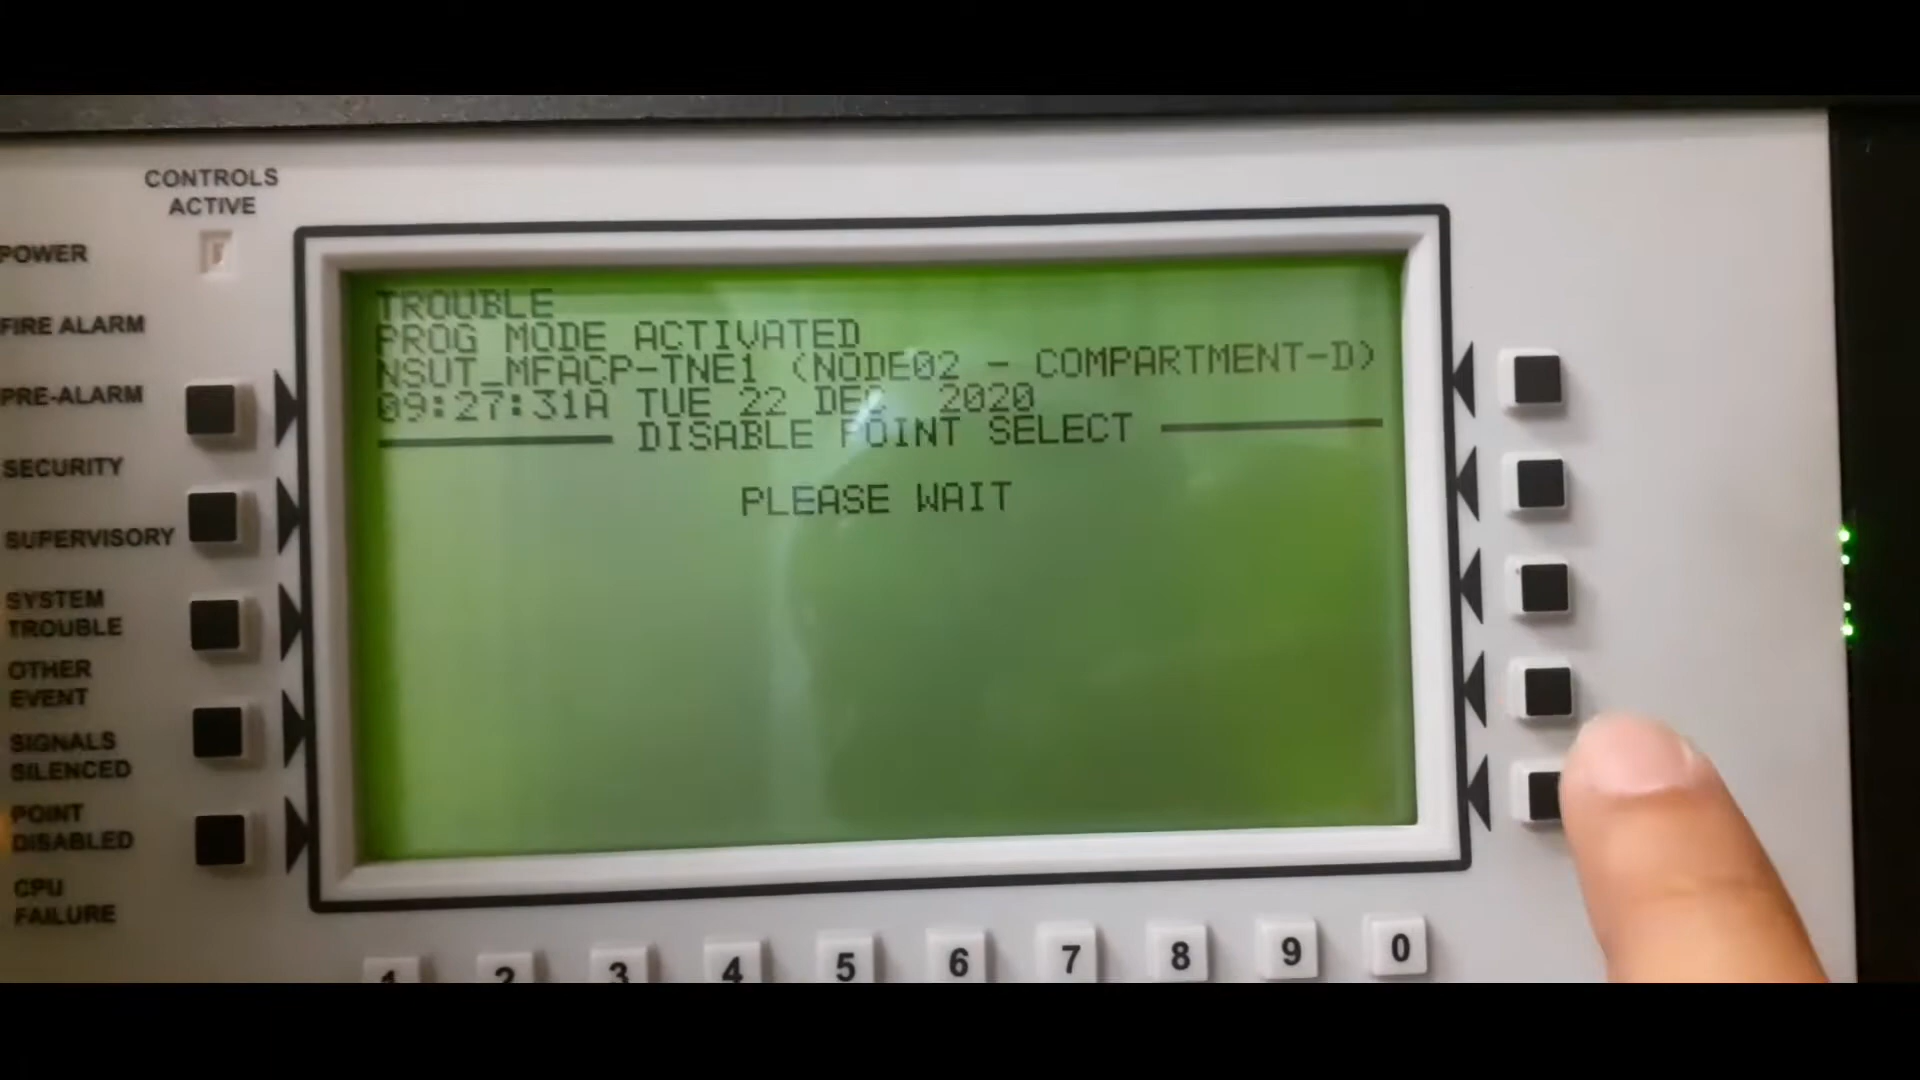 CONTROLS
ACTIVE
POWER
FIRE ALARM
PRE-ALARM
SECURITY
SUPERVISORY
SYSTEM
TROUBLE
OTHER
EVENT
SIGNALS
SILENCED
POINT
DISABLED
CPU
FAILURE
TROUBLE
PROG MODE ACTIVATED
NSUT_MFACP-TNE1 (NODE02 - COMPARTMENT-D)
09:27:31A TUE 22 DEC 2020
DISABLE POINT SELECT
PLEASE WAIT
1 2 3 4 5 6 7 8 9 0